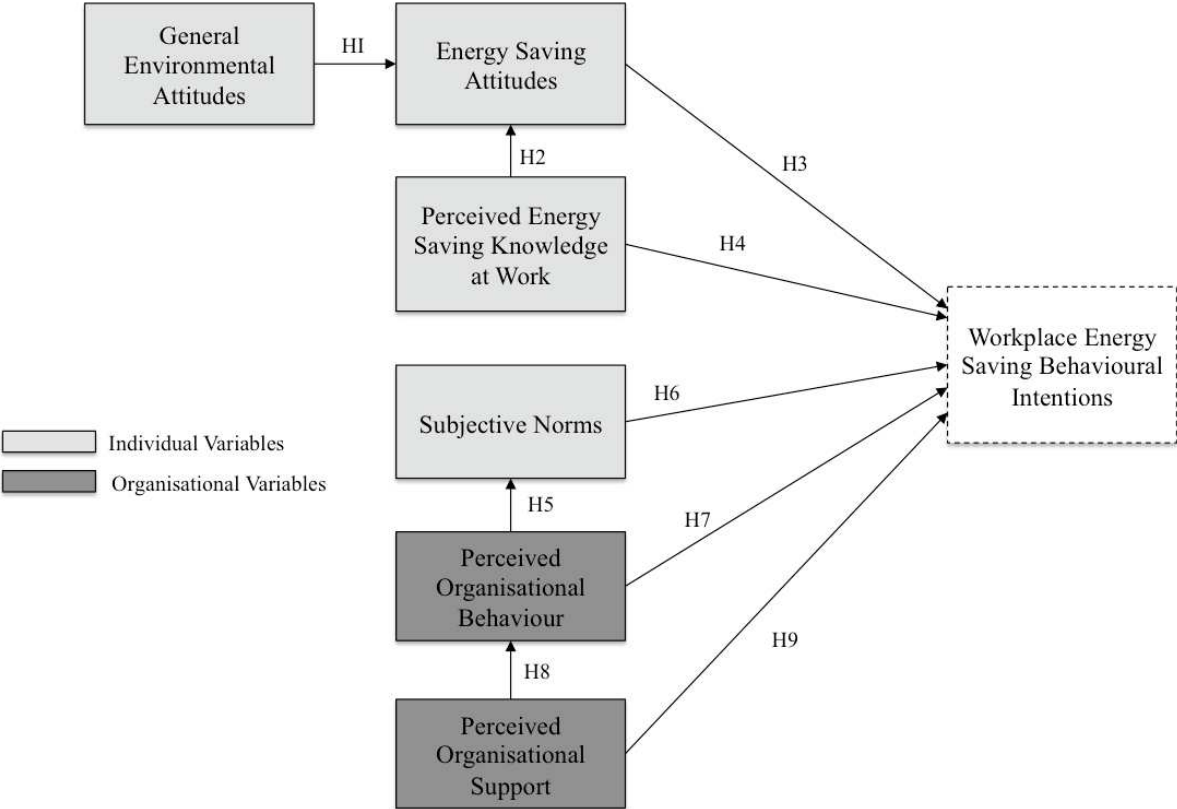 General
Environmental
Attitudes
HI
Energy Saving
Attitudes
H2
H3
Perceived Energy
Saving Knowledge
at Work
H4
Workplace Energy
Saving Behavioural
Intentions
Subjective Norms
H6
Individual Variables
Organisational Variables
H5
H7
Perceived
Organisational
Behaviour
H8
H9
Perceived
Organisational
Support